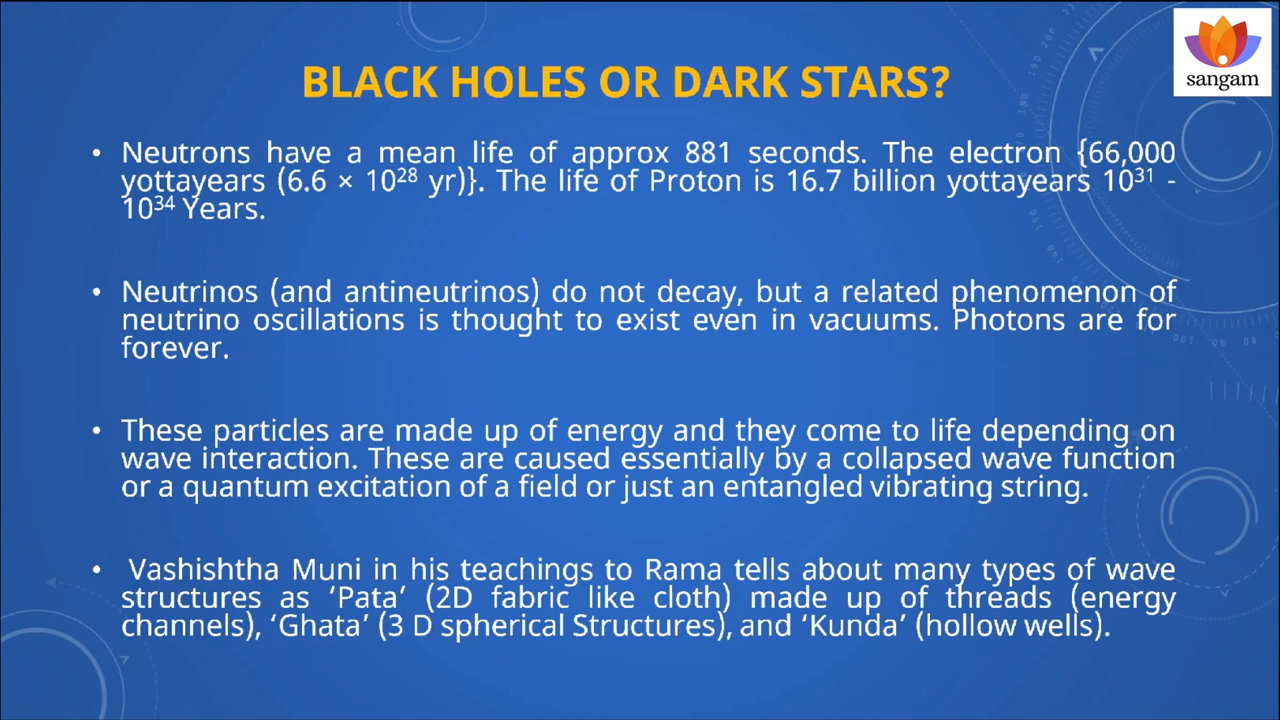 sangam
BLACK HOLES OR DARK STARS?
• Neutrons have a mean life of approx 881 seconds. The electron {66,000
yottayears (6.6 × 10²⁸ yr)}. The life of Proton is 16.7 billion yottayears 10³¹ -
10³⁴ Years.
• Neutrinos (and antineutrinos) do not decay, but a related phenomenon of
neutrino oscillations is thought to exist even in vacuums. Photons are for
forever.
• These particles are made up of energy and they come to life depending on
wave interaction. These are caused essentially by a collapsed wave function
or a quantum excitation of a field or just an entangled vibrating string.
• Vashishtha Muni in his teachings to Rama tells about many types of wave
structures as ‘Pata’ (2D fabric like cloth) made up of threads (energy
channels), ‘Ghata’ (3 D spherical Structures), and ‘Kunda’ (hollow wells).